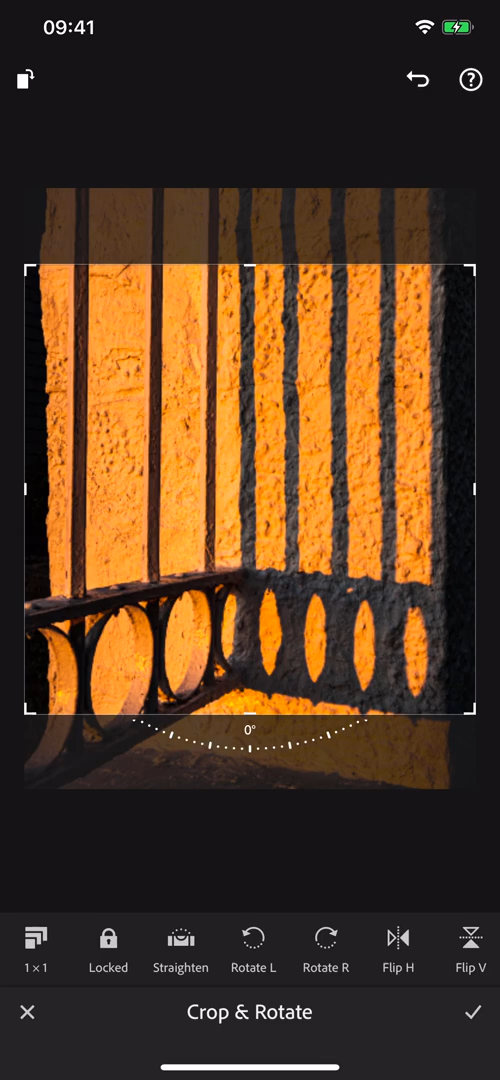 09:41
0°
1 × 1
Locked
Straighten
Rotate L
Rotate R
Flip H
Flip V
Crop & Rotate